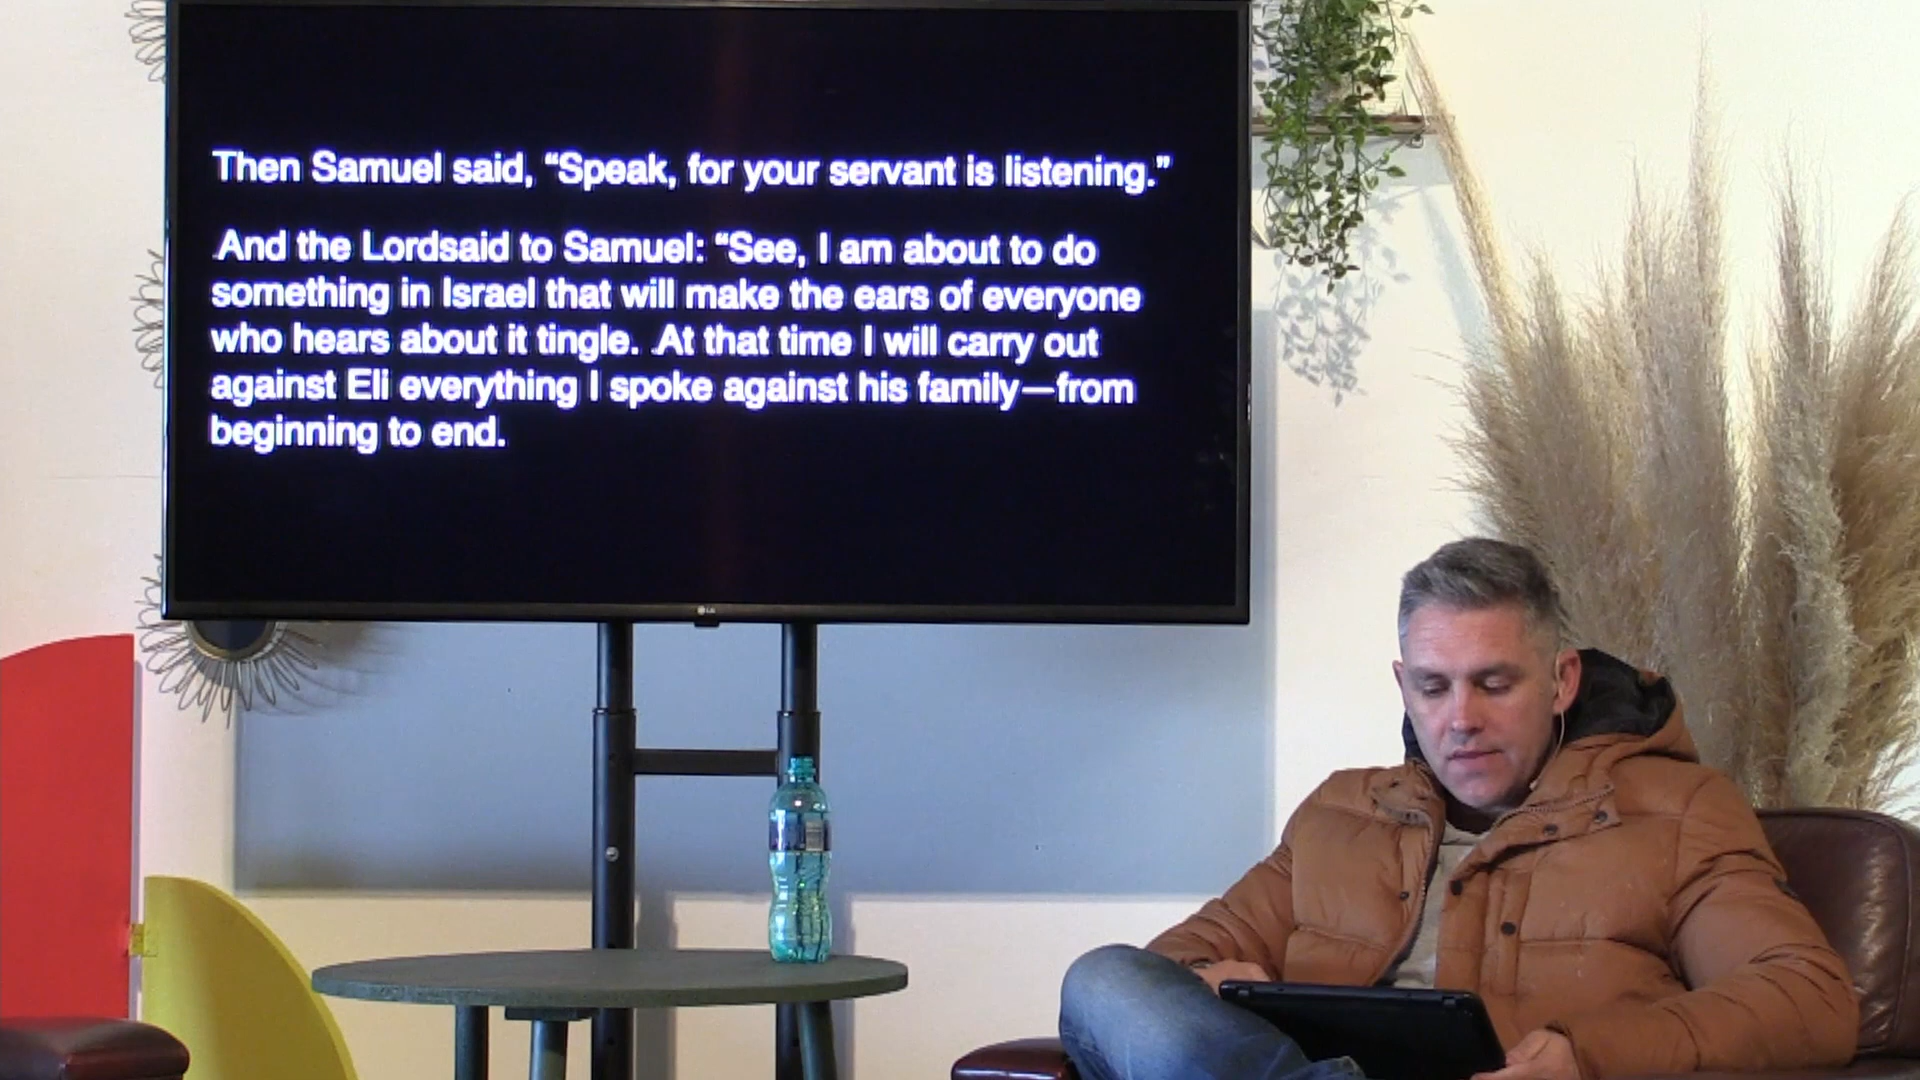 Then Samuel said, “Speak, for your servant is listening.”
.And the Lordsaid to Samuel: “See, I am about to do
something in Israel that will make the ears of everyone
who hears about it tingle. .At that time I will carry out
against Eli everything I spoke against his family—from
beginning to end.
LG